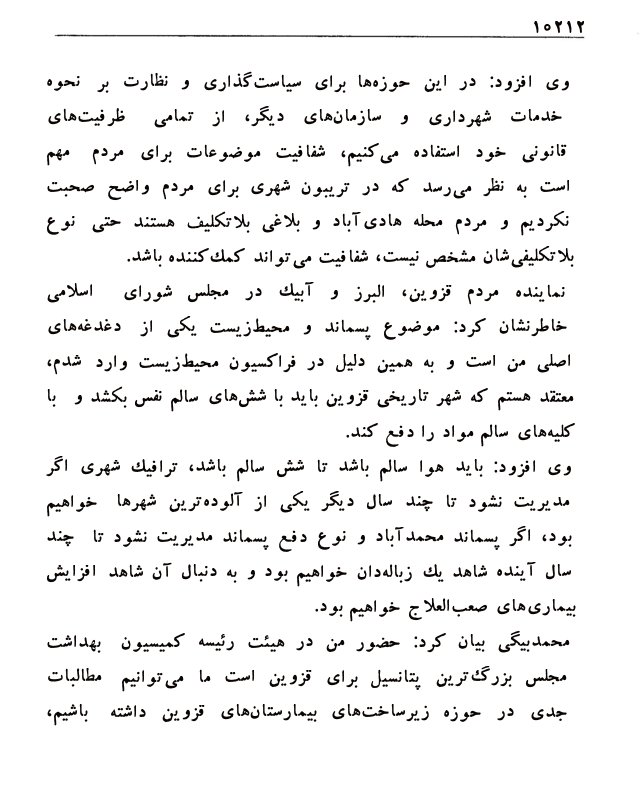 ۱۰۲۱۲
وی افزود: در این حوزه‌ها برای سیاست‌گذاری و نظارت بر نحوه
خدمات شهرداری و سازمان‌های دیگر، از تمامی ظرفیت‌های
قانونی خود استفاده می‌کنیم، شفافیت موضوعات برای مردم مهم
است به نظر می‌رسد که در تریبون شهری برای مردم واضح صحبت
نکردیم و مردم محله هادی‌آباد و بلاغی بلاتکلیف هستند حتی نوع
بلاتکلیفی‌شان مشخص نیست، شفافیت می‌تواند کمك‌کننده باشد.
نماینده مردم قزوین، البرز و آبیك در مجلس شورای اسلامی
خاطرنشان کرد: موضوع پسماند و محیط‌زیست یکی از دغدغه‌های
اصلی من است و به همین دلیل در فراکسیون محیط‌زیست وارد شدم،
معتقد هستم که شهر تاریخی قزوین باید با شش‌های سالم نفس بکشد و با
کلیه‌های سالم مواد را دفع کند.
وی افزود: باید هوا سالم باشد تا شش سالم باشد، ترافیك شهری اگر
مدیریت نشود تا چند سال دیگر یکی از آلوده‌ترین شهرها خواهیم
بود، اگر پسماند محمدآباد و نوع دفع پسماند مدیریت نشود تا چند
سال آینده شاهد یك زباله‌دان خواهیم بود و به دنبال آن شاهد افزایش
بیماری‌های صعب‌العلاج خواهیم بود.
محمدبیگی بیان کرد: حضور من در هیئت رئیسه کمیسیون بهداشت
مجلس بزرگ‌ترین پتانسیل برای قزوین است ما می‌توانیم مطالبات
جدی در حوزه زیرساخت‌های بیمارستان‌های قزوین داشته باشیم،